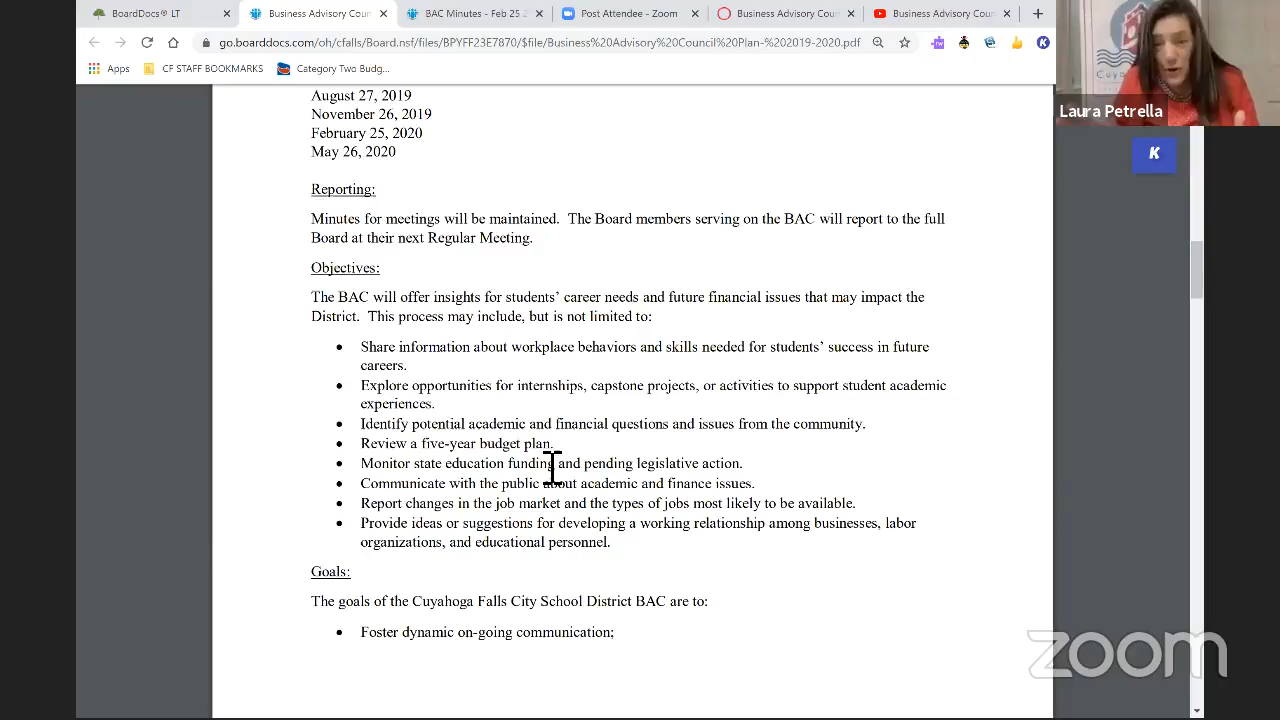 BoardDocs® LT
Business Advisory Coun
BAC Minutes - Feb 25 2
Post Attendee - Zoom
Business Advisory Coun
Business Advisory Coun
go.boarddocs.com/oh/cfalls/Board.nsf/files/BPYFF25E7870/$file/Business%20Advisory%20Council%20Plan-%202019-2020.pdf
Apps
CF STAFF BOOKMARKS
Category Two Budg...
Laura Petrella
K
August 27, 2019
November 26, 2019
February 25, 2020
May 26, 2020
Reporting:
Minutes for meetings will be maintained. The Board members serving on the BAC will report to the full
Board at their next Regular Meeting.
Objectives:
The BAC will offer insights for students’ career needs and future financial issues that may impact the
District. This process may include, but is not limited to:
• Share information about workplace behaviors and skills needed for students’ success in future
careers.
• Explore opportunities for internships, capstone projects, or activities to support student academic
experiences.
• Identify potential academic and financial questions and issues from the community.
• Review a five-year budget plan.
• Monitor state education funding and pending legislative action.
• Communicate with the public about academic and finance issues.
• Report changes in the job market and the types of jobs most likely to be available.
• Provide ideas or suggestions for developing a working relationship among businesses, labor
organizations, and educational personnel.
Goals:
The goals of the Cuyahoga Falls City School District BAC are to:
• Foster dynamic on-going communication;
zoom